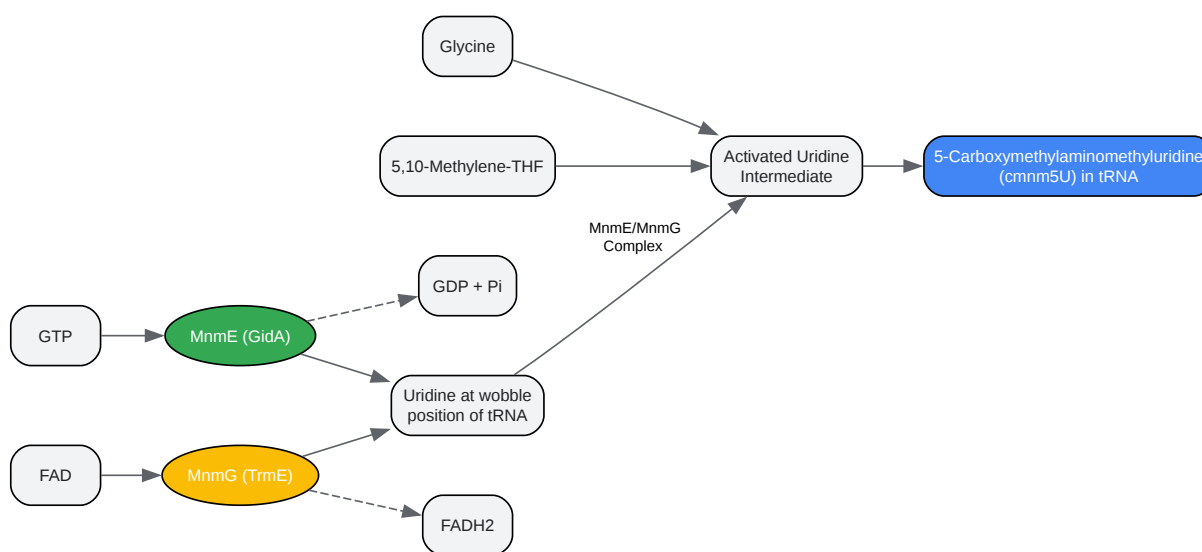 Glycine
5,10-Methylene-THF
Activated Uridine
Intermediate
5-Carboxymethylaminomethyluridine
(cmnm5U) in tRNA
MnmE/MnmG
Complex
GDP + Pi
GTP
MnmE (GidA)
Uridine at wobble
position of tRNA
FAD
MnmG (TrmE)
FADH2